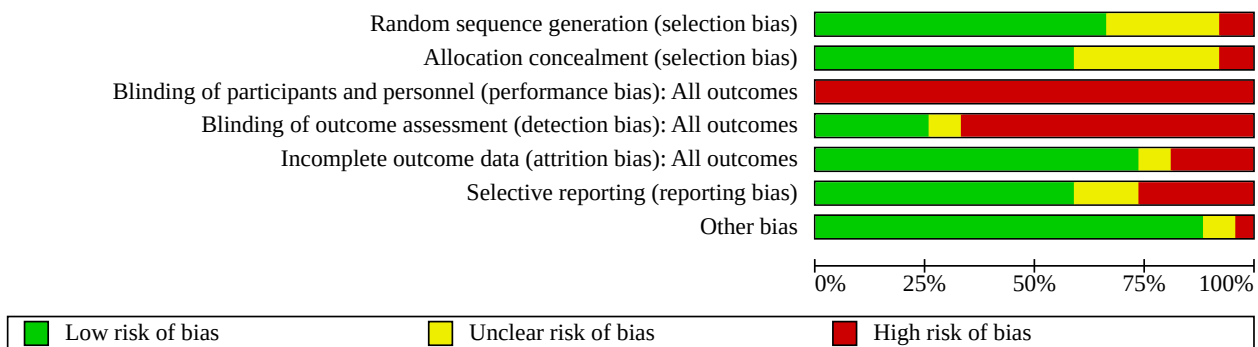 Random sequence generation (selection bias)
Allocation concealment (selection bias)
Blinding of participants and personnel (performance bias): All outcomes
Blinding of outcome assessment (detection bias): All outcomes
Incomplete outcome data (attrition bias): All outcomes
Selective reporting (reporting bias)
Other bias
0% 25% 50% 75% 100%
Low risk of bias Unclear risk of bias High risk of bias